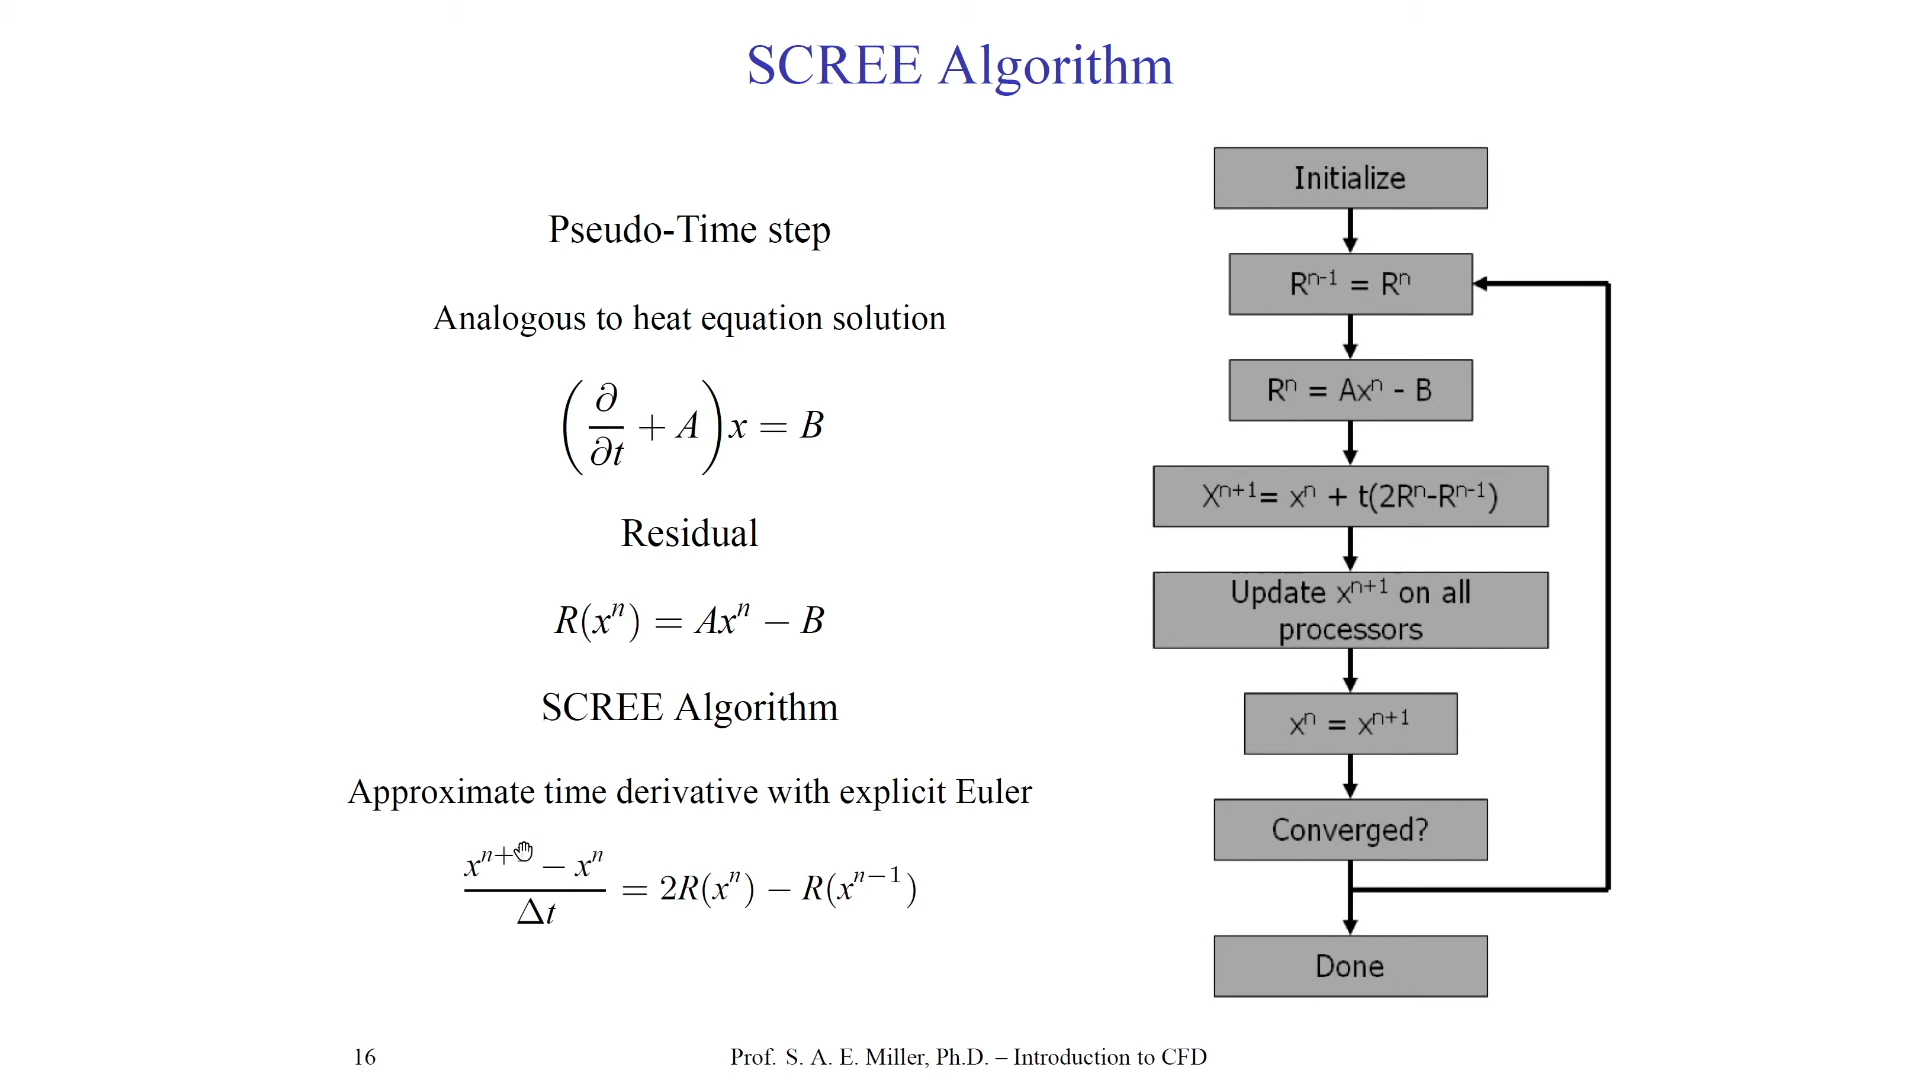 SCREE Algorithm
Pseudo-Time step
Analogous to heat equation solution
(∂/∂t + A) x = B
Residual
R(xⁿ) = Axⁿ − B
SCREE Algorithm
Approximate time derivative with explicit Euler
(xⁿ⁺ − xⁿ)/Δt = 2R(xⁿ) − R(xⁿ⁻¹)
Initialize
Rⁿ⁻¹ = Rⁿ
Rⁿ = Axⁿ - B
Xⁿ⁺¹= xⁿ + t(2Rⁿ-Rⁿ⁻¹)
Update xⁿ⁺¹ on all
processors
xⁿ = xⁿ⁺¹
Converged?
Done
16
Prof. S. A. E. Miller, Ph.D. – Introduction to CFD